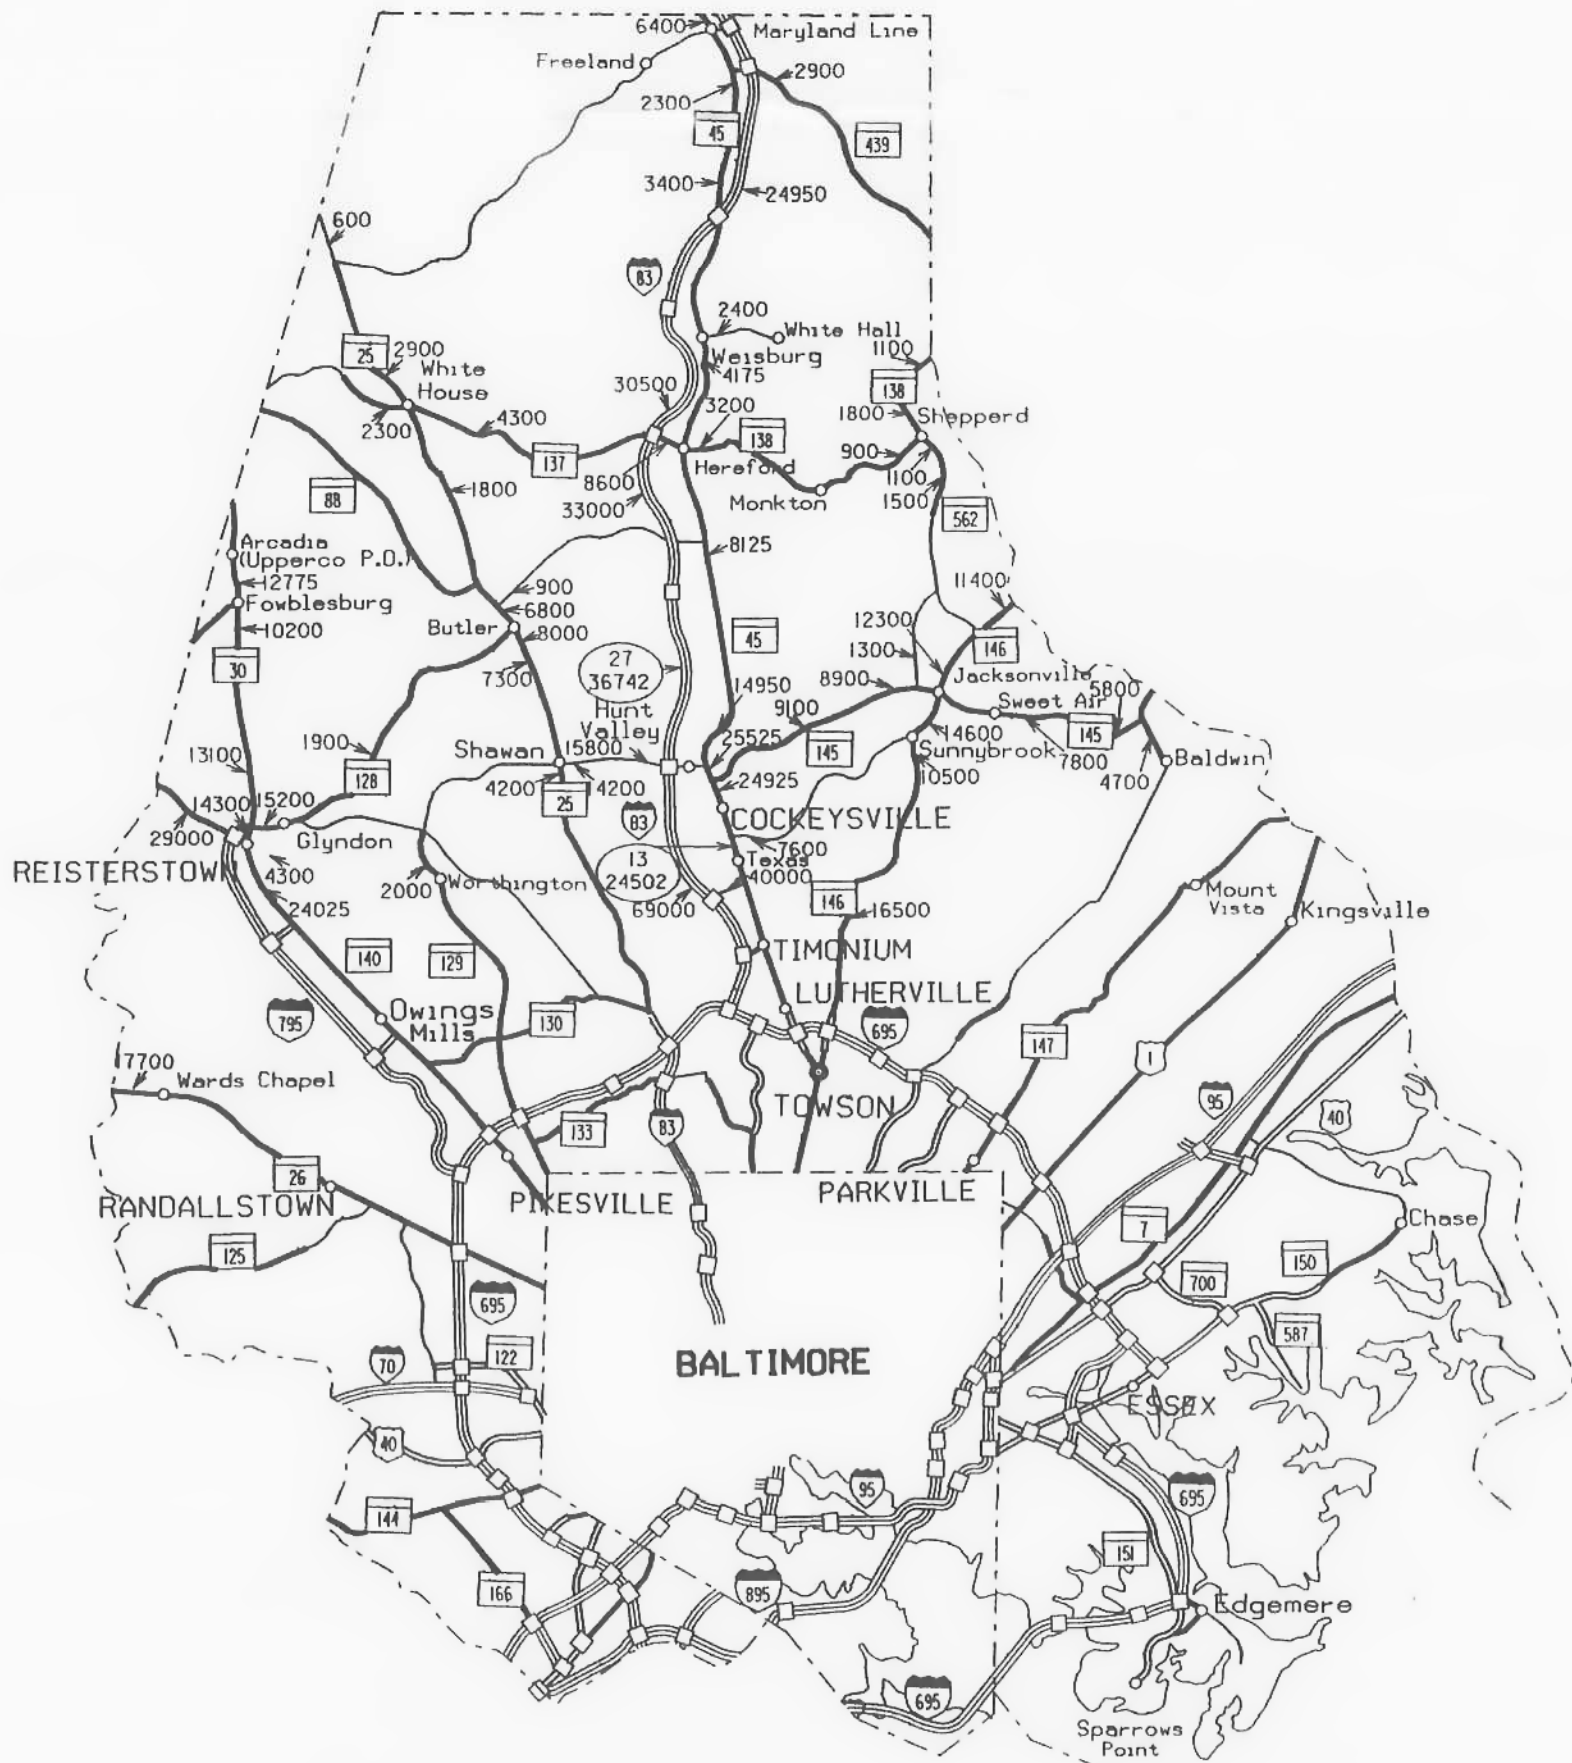 6400
Maryland Line
Freeland
2900
2300
45
439
3400
24950
600
83
2400
White Hall
1100
25
2900
White
House
Weisburg
4175
138
30500
1800
Shepperd
4300
3200
2300
138
900
137
8600
Hereford
1100
88
1800
33000
Monkton
1500
562
Arcadia
(Upperco P.O.)
8125
12775
900
11400
Fowblesburg
6800
10200
Butler
8000
12300
45
146
30
27
36742
1300
7300
8900
Jacksonville
14950
5800
Hunt
Valley
9100
Sweet Air
1900
Shawan
15800
25525
14600
145
13100
145
Sunnybrook
7800
Baldwin
128
4200
25
4200
24925
10500
4700
14300
15200
83
COCKEYSVILLE
29000
Glyndon
7600
REISTERSTOWN
4300
13
24502
Texas
40000
2000
Worthington
146
Mount
Vista
24025
69000
16500
Kingsville
140
129
TIMONIUM
795
Owings
Mills
130
LUTHERVILLE
695
147
1
7700
Wards Chapel
TOWSON
95
40
133
83
26
RANDALLSTOWN
PIKESVILLE
PARKVILLE
7
Chase
125
150
700
695
587
122
70
BALTIMORE
ESSEX
40
95
695
144
151
166
895
Edgemere
695
Sparrows
Point